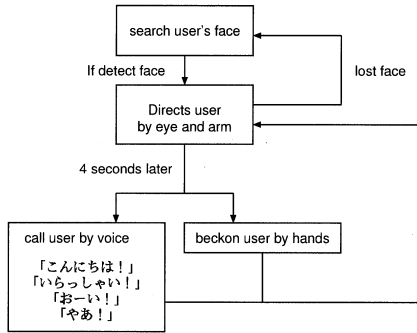 search user's face
If detect face
lost face
Directs user
by eye and arm
4 seconds later
call user by voice
「こんにちは！」
「いらっしゃい！」
「おーい！」
「やあ！」
beckon user by hands